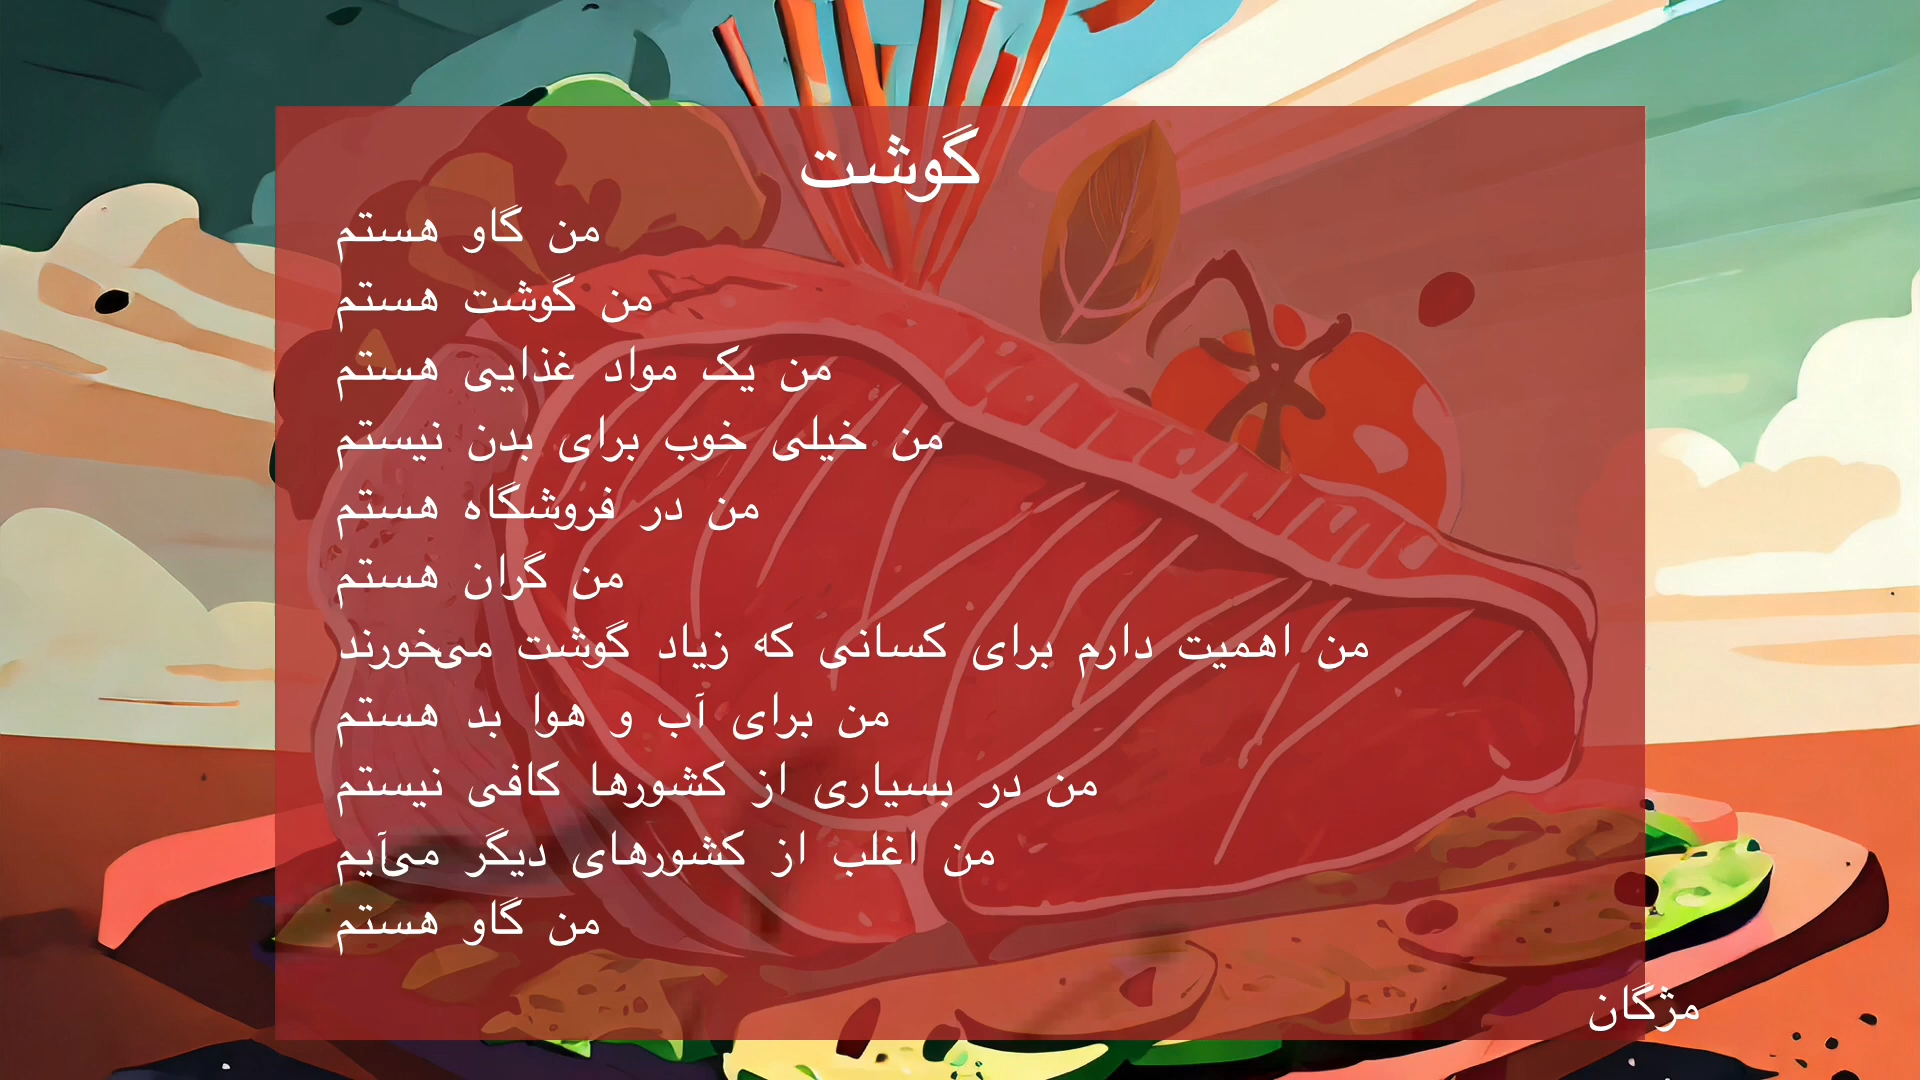 گوشت
من گاو هستم
من گوشت هستم
من یک مواد غذایی هستم
من خیلی خوب برای بدن نیستم
من در فروشگاه هستم
من گران هستم
من اهمیت دارم برای کسانی که زیاد گوشت می‌خورند
من برای آب و هوا بد هستم
من در بسیاری از کشورها کافی نیستم
من اغلب از کشورهای دیگر می‌آیم
من گاو هستم
مژگان